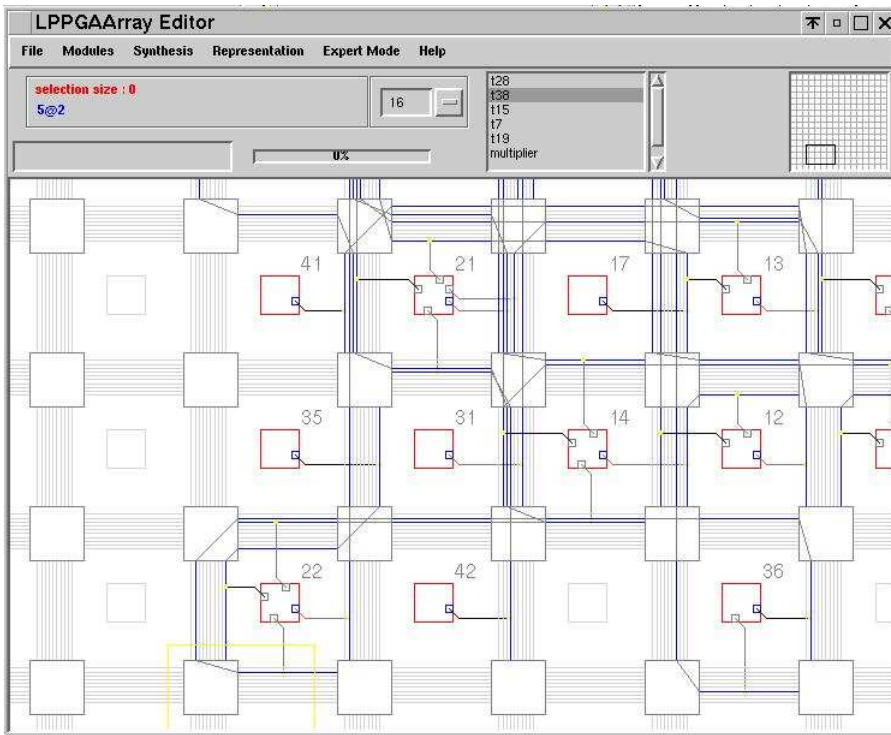 LPPGAArray Editor
File Modules Synthesis Representation Expert Mode Help
selection size : 0
5@2
16
t28
t38
t15
t7
t19
multiplier
0%
41 21 17 13
35 31 14 12
22 42 36